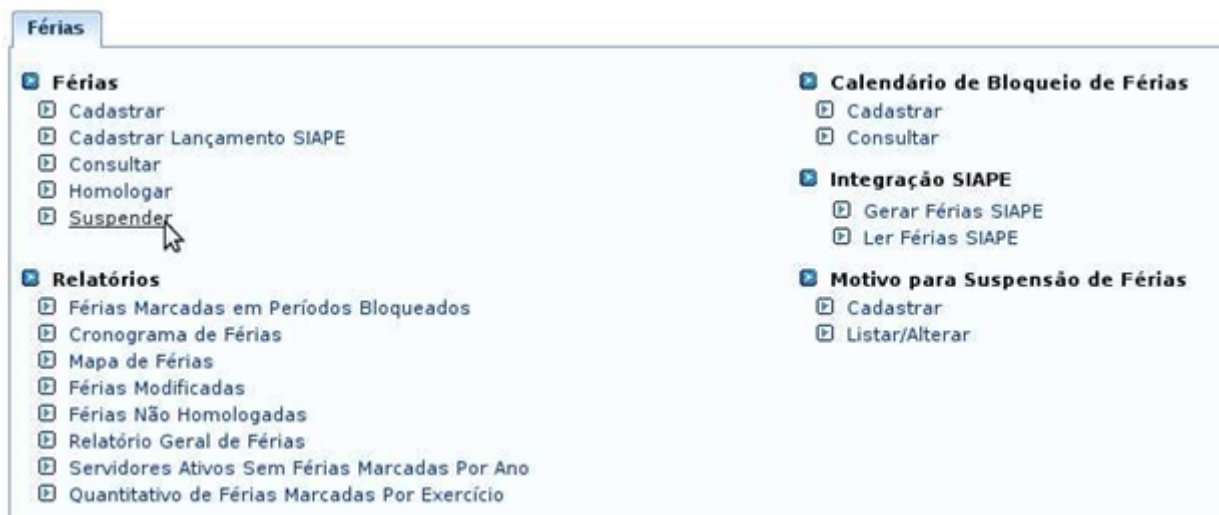 Férias
Férias
Cadastrar
Cadastrar Lançamento SIAPE
Consultar
Homologar
Suspender
Relatórios
Férias Marcadas em Períodos Bloqueados
Cronograma de Férias
Mapa de Férias
Férias Modificadas
Férias Não Homologadas
Relatório Geral de Férias
Servidores Ativos Sem Férias Marcadas Por Ano
Quantitativo de Férias Marcadas Por Exercício
Calendário de Bloqueio de Férias
Cadastrar
Consultar
Integração SIAPE
Gerar Férias SIAPE
Ler Férias SIAPE
Motivo para Suspensão de Férias
Cadastrar
Listar/Alterar